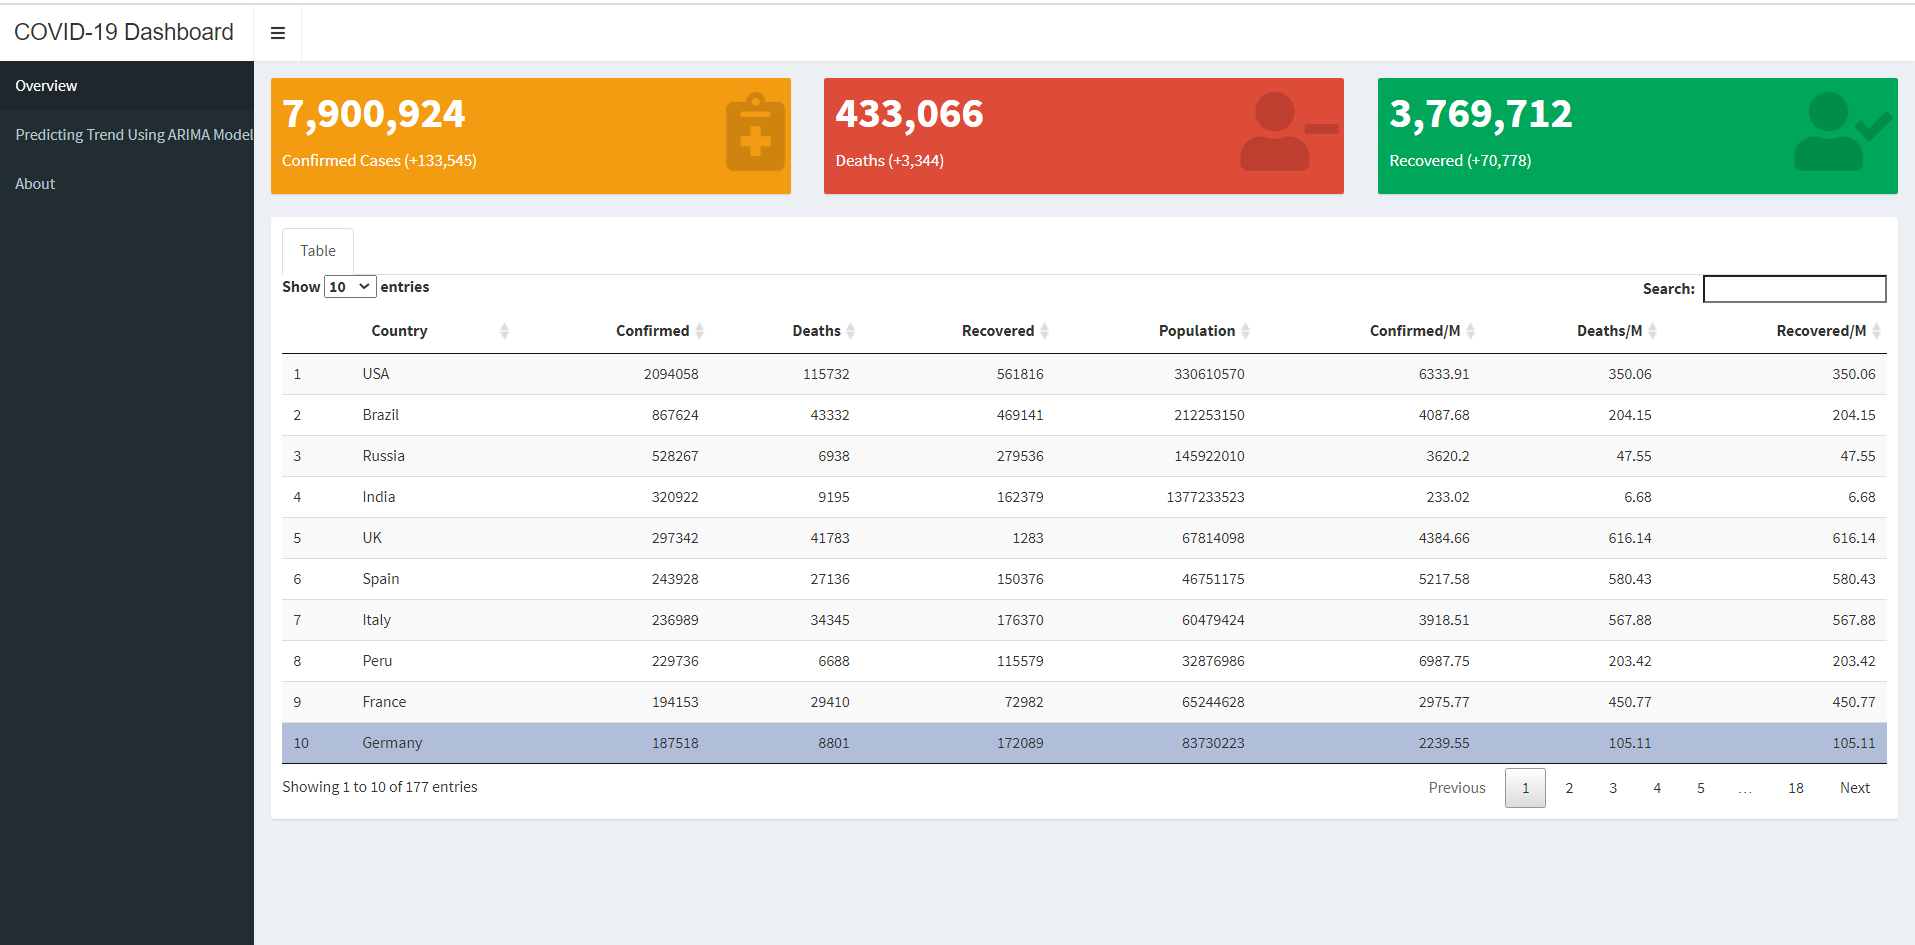 COVID-19 Dashboard
Overview
Predicting Trend Using ARIMA Model
About
7,900,924
Confirmed Cases (+133,545)
433,066
Deaths (+3,344)
3,769,712
Recovered (+70,778)
Table
Show 10 entries
Search:
Country Confirmed Deaths Recovered Population Confirmed/M Deaths/M Recovered/M
1 USA 2094058 115732 561816 330610570 6333.91 350.06 350.06
2 Brazil 867624 43332 469141 212253150 4087.68 204.15 204.15
3 Russia 528267 6938 279536 145922010 3620.2 47.55 47.55
4 India 320922 9195 162379 1377233523 233.02 6.68 6.68
5 UK 297342 41783 1283 67814098 4384.66 616.14 616.14
6 Spain 243928 27136 150376 46751175 5217.58 580.43 580.43
7 Italy 236989 34345 176370 60479424 3918.51 567.88 567.88
8 Peru 229736 6688 115579 32876986 6987.75 203.42 203.42
9 France 194153 29410 72982 65244628 2975.77 450.77 450.77
10 Germany 187518 8801 172089 83730223 2239.55 105.11 105.11
Showing 1 to 10 of 177 entries
Previous 1 2 3 4 5 … 18 Next